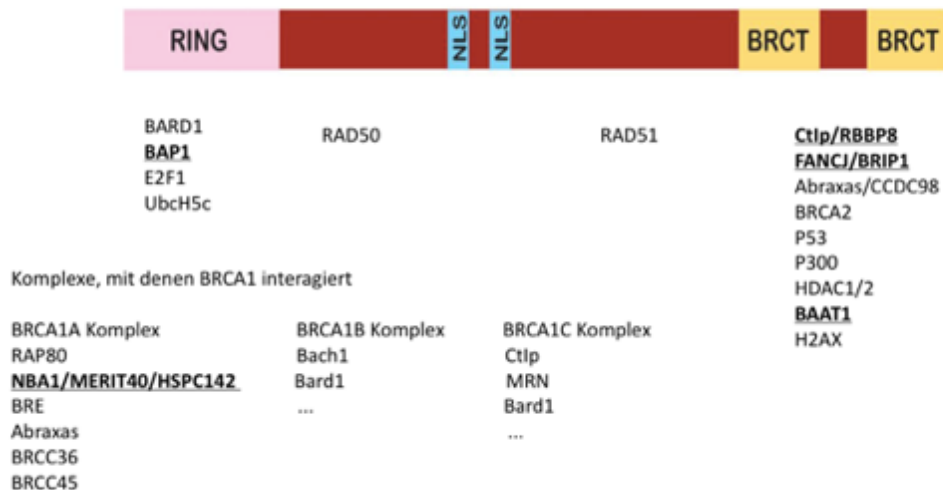 RING NLS NLS BRCT BRCT
BARD1
BAP1
E2F1
UbcH5c
RAD50
RAD51
CtIp/RBBP8
FANCJ/BRIP1
Abraxas/CCDC98
BRCA2
P53
P300
HDAC1/2
BAAT1
H2AX
Komplexe, mit denen BRCA1 interagiert
BRCA1A Komplex
RAP80
NBA1/MERIT40/HSPC142
BRE
Abraxas
BRCC36
BRCC45
BRCA1B Komplex
Bach1
Bard1
...
BRCA1C Komplex
CtIp
MRN
Bard1
...